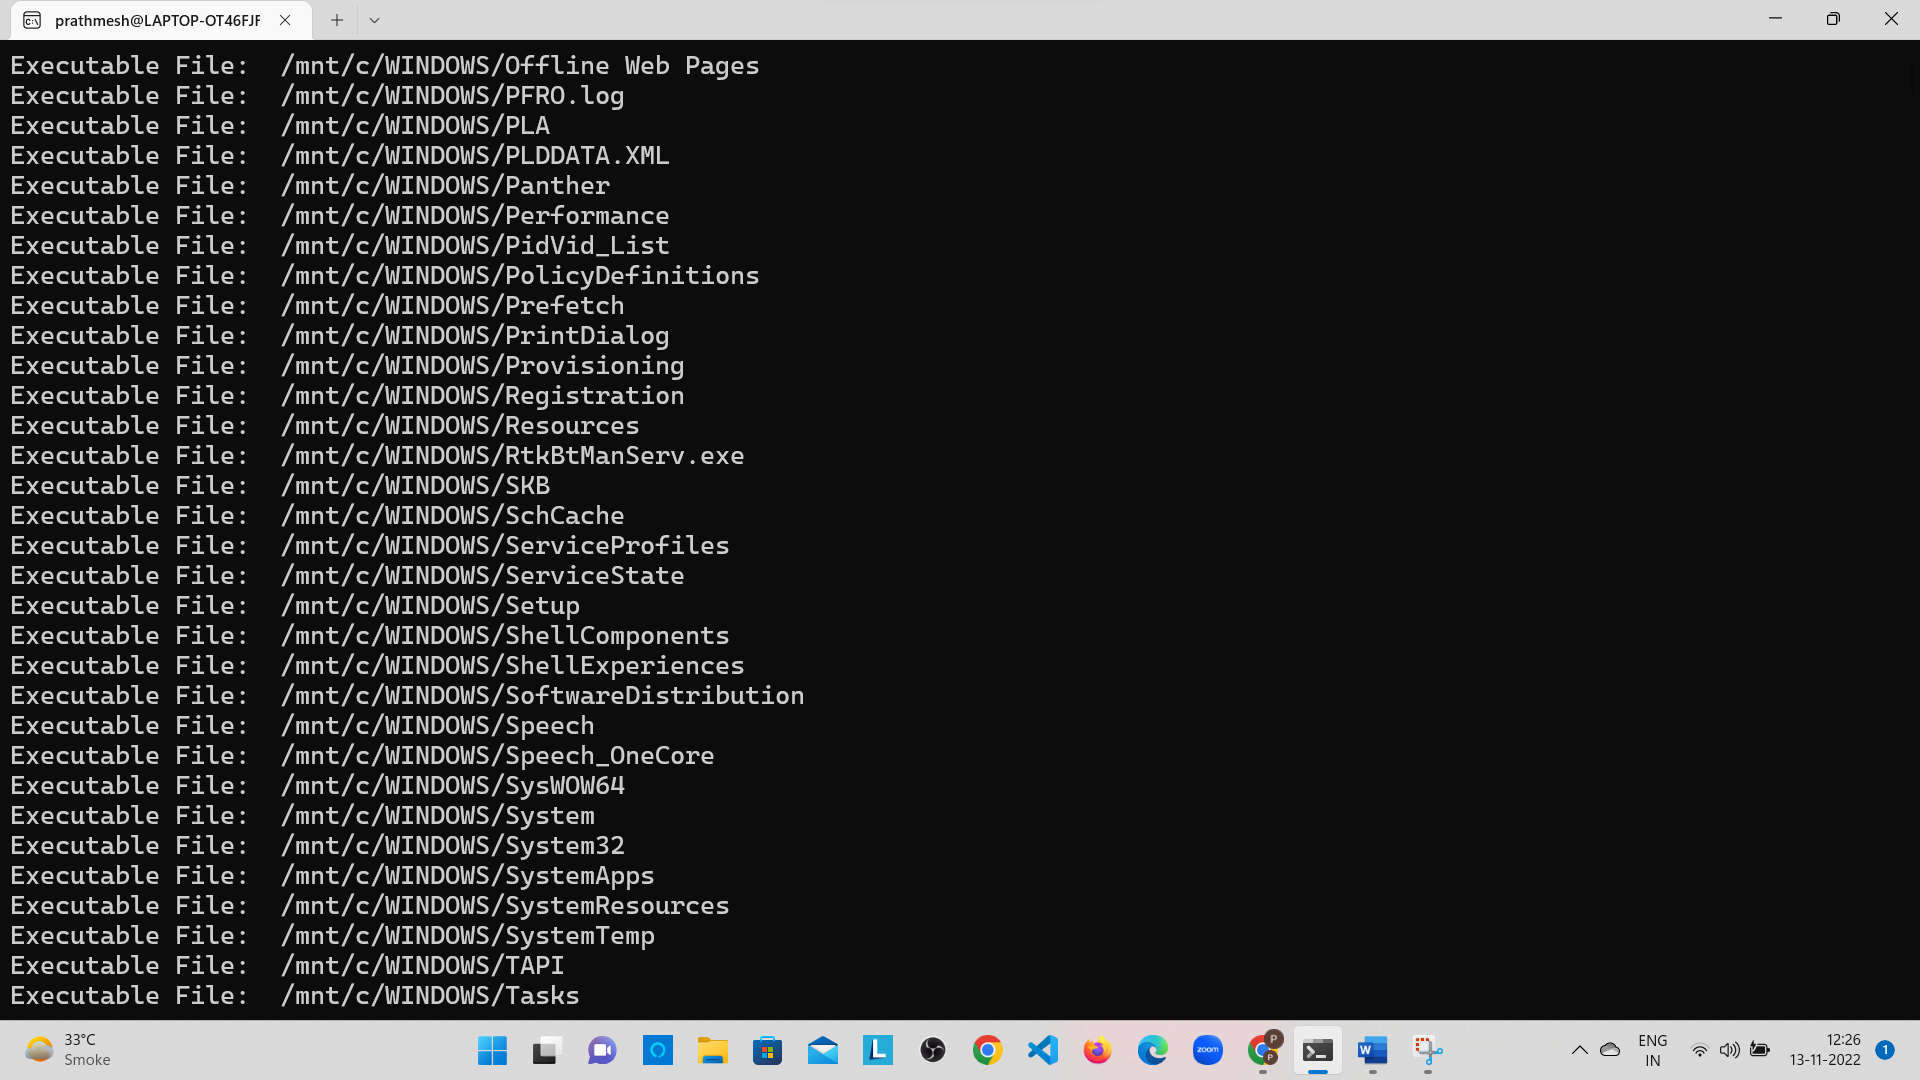 prathmesh@LAPTOP-OT46FJF
Executable File:  /mnt/c/WINDOWS/Offline Web Pages
Executable File:  /mnt/c/WINDOWS/PFRO.log
Executable File:  /mnt/c/WINDOWS/PLA
Executable File:  /mnt/c/WINDOWS/PLDDATA.XML
Executable File:  /mnt/c/WINDOWS/Panther
Executable File:  /mnt/c/WINDOWS/Performance
Executable File:  /mnt/c/WINDOWS/PidVid_List
Executable File:  /mnt/c/WINDOWS/PolicyDefinitions
Executable File:  /mnt/c/WINDOWS/Prefetch
Executable File:  /mnt/c/WINDOWS/PrintDialog
Executable File:  /mnt/c/WINDOWS/Provisioning
Executable File:  /mnt/c/WINDOWS/Registration
Executable File:  /mnt/c/WINDOWS/Resources
Executable File:  /mnt/c/WINDOWS/RtkBtManServ.exe
Executable File:  /mnt/c/WINDOWS/SKB
Executable File:  /mnt/c/WINDOWS/SchCache
Executable File:  /mnt/c/WINDOWS/ServiceProfiles
Executable File:  /mnt/c/WINDOWS/ServiceState
Executable File:  /mnt/c/WINDOWS/Setup
Executable File:  /mnt/c/WINDOWS/ShellComponents
Executable File:  /mnt/c/WINDOWS/ShellExperiences
Executable File:  /mnt/c/WINDOWS/SoftwareDistribution
Executable File:  /mnt/c/WINDOWS/Speech
Executable File:  /mnt/c/WINDOWS/Speech_OneCore
Executable File:  /mnt/c/WINDOWS/SysWOW64
Executable File:  /mnt/c/WINDOWS/System
Executable File:  /mnt/c/WINDOWS/System32
Executable File:  /mnt/c/WINDOWS/SystemApps
Executable File:  /mnt/c/WINDOWS/SystemResources
Executable File:  /mnt/c/WINDOWS/SystemTemp
Executable File:  /mnt/c/WINDOWS/TAPI
Executable File:  /mnt/c/WINDOWS/Tasks
33°C
Smoke
L
zoom
P
P
W
ENG
IN
12:26
13-11-2022
1